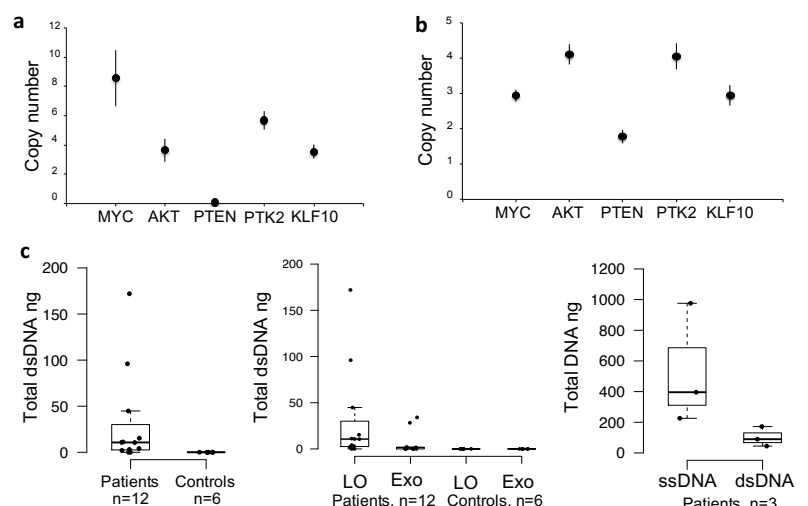 a
12
10
8
6
4
2
0
Copy number
MYC AKT PTEN PTK2 KLF10
b
5
4
3
2
1
0
Copy number
MYC AKT PTEN PTK2 KLF10
c
200
150
100
50
0
Total dsDNA ng
Patients Controls
n=12 n=6
200
150
100
50
0
Total dsDNA ng
LO Exo LO Exo
Patients, n=12 Controls, n=6
1200
1000
800
600
400
200
0
Total DNA ng
ssDNA dsDNA
Patients, n=3